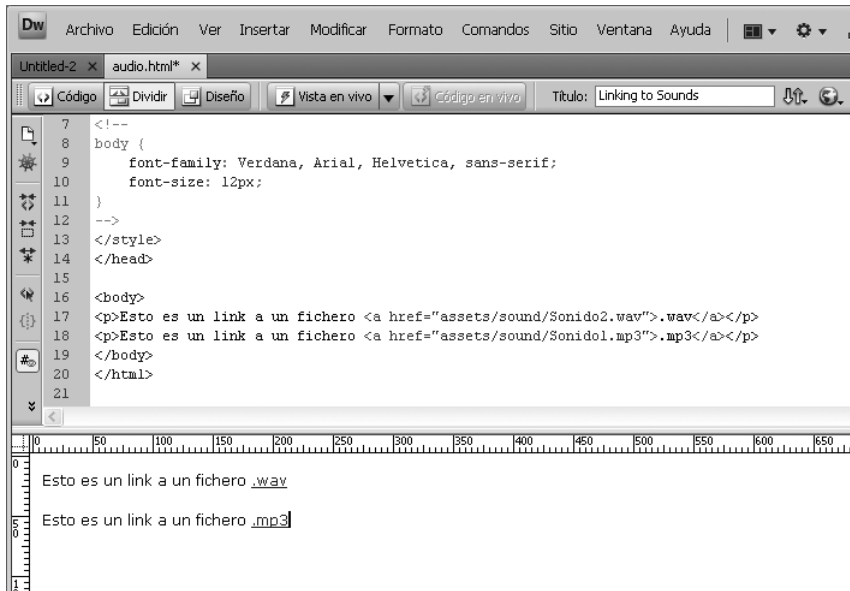 Dw Archivo Edición Ver Insertar Modificar Formato Comandos Sitio Ventana Ayuda
Untitled-2 × audio.html* ×
Código Dividir Diseño Vista en vivo Código en vivo Título: Linking to Sounds
7 <!--
8 body {
9 font-family: Verdana, Arial, Helvetica, sans-serif;
10 font-size: 12px;
11 }
12 -->
13 </style>
14 </head>
15
16 <body>
17 <p>Esto es un link a un fichero <a href="assets/sound/Sonido2.wav">.wav</a></p>
18 <p>Esto es un link a un fichero <a href="assets/sound/Sonido1.mp3">.mp3</a></p>
19 </body>
20 </html>
21
0 50 100 150 200 250 300 350 400 450 500 550 600 650
0
Esto es un link a un fichero .wav
50
Esto es un link a un fichero .mp3
1